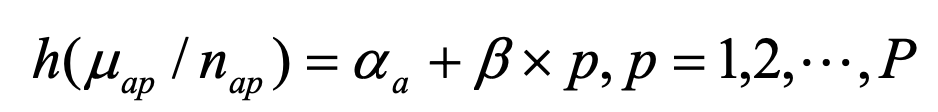 h(μ_ap / n_ap) = α_a + β × p, p = 1,2,⋯,P